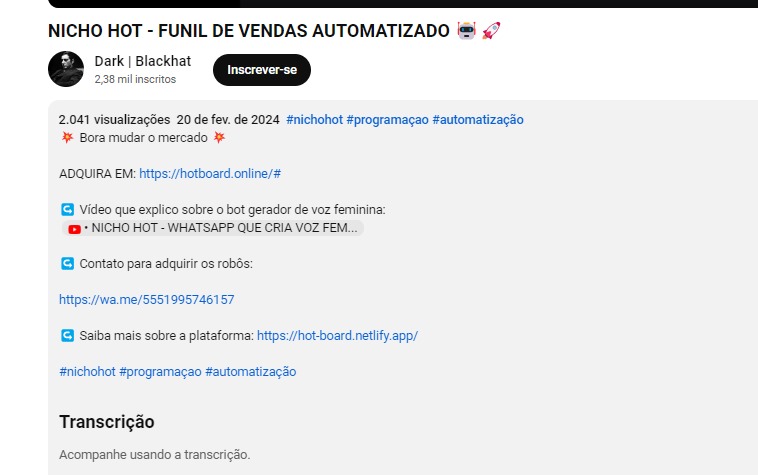 NICHO HOT - FUNIL DE VENDAS AUTOMATIZADO 🤖 🚀
Dark | Blackhat
2,38 mil inscritos
Inscrever-se
2.041 visualizações 20 de fev. de 2024 #nichohot #programaçao #automatização
💥 Bora mudar o mercado 💥
ADQUIRA EM: https://hotboard.online/#
↪️ Vídeo que explico sobre o bot gerador de voz feminina:
• NICHO HOT - WHATSAPP QUE CRIA VOZ FEM...
↪️ Contato para adquirir os robôs:
https://wa.me/5551995746157
↪️ Saiba mais sobre a plataforma: https://hot-board.netlify.app/
#nichohot #programaçao #automatização
Transcrição
Acompanhe usando a transcrição.